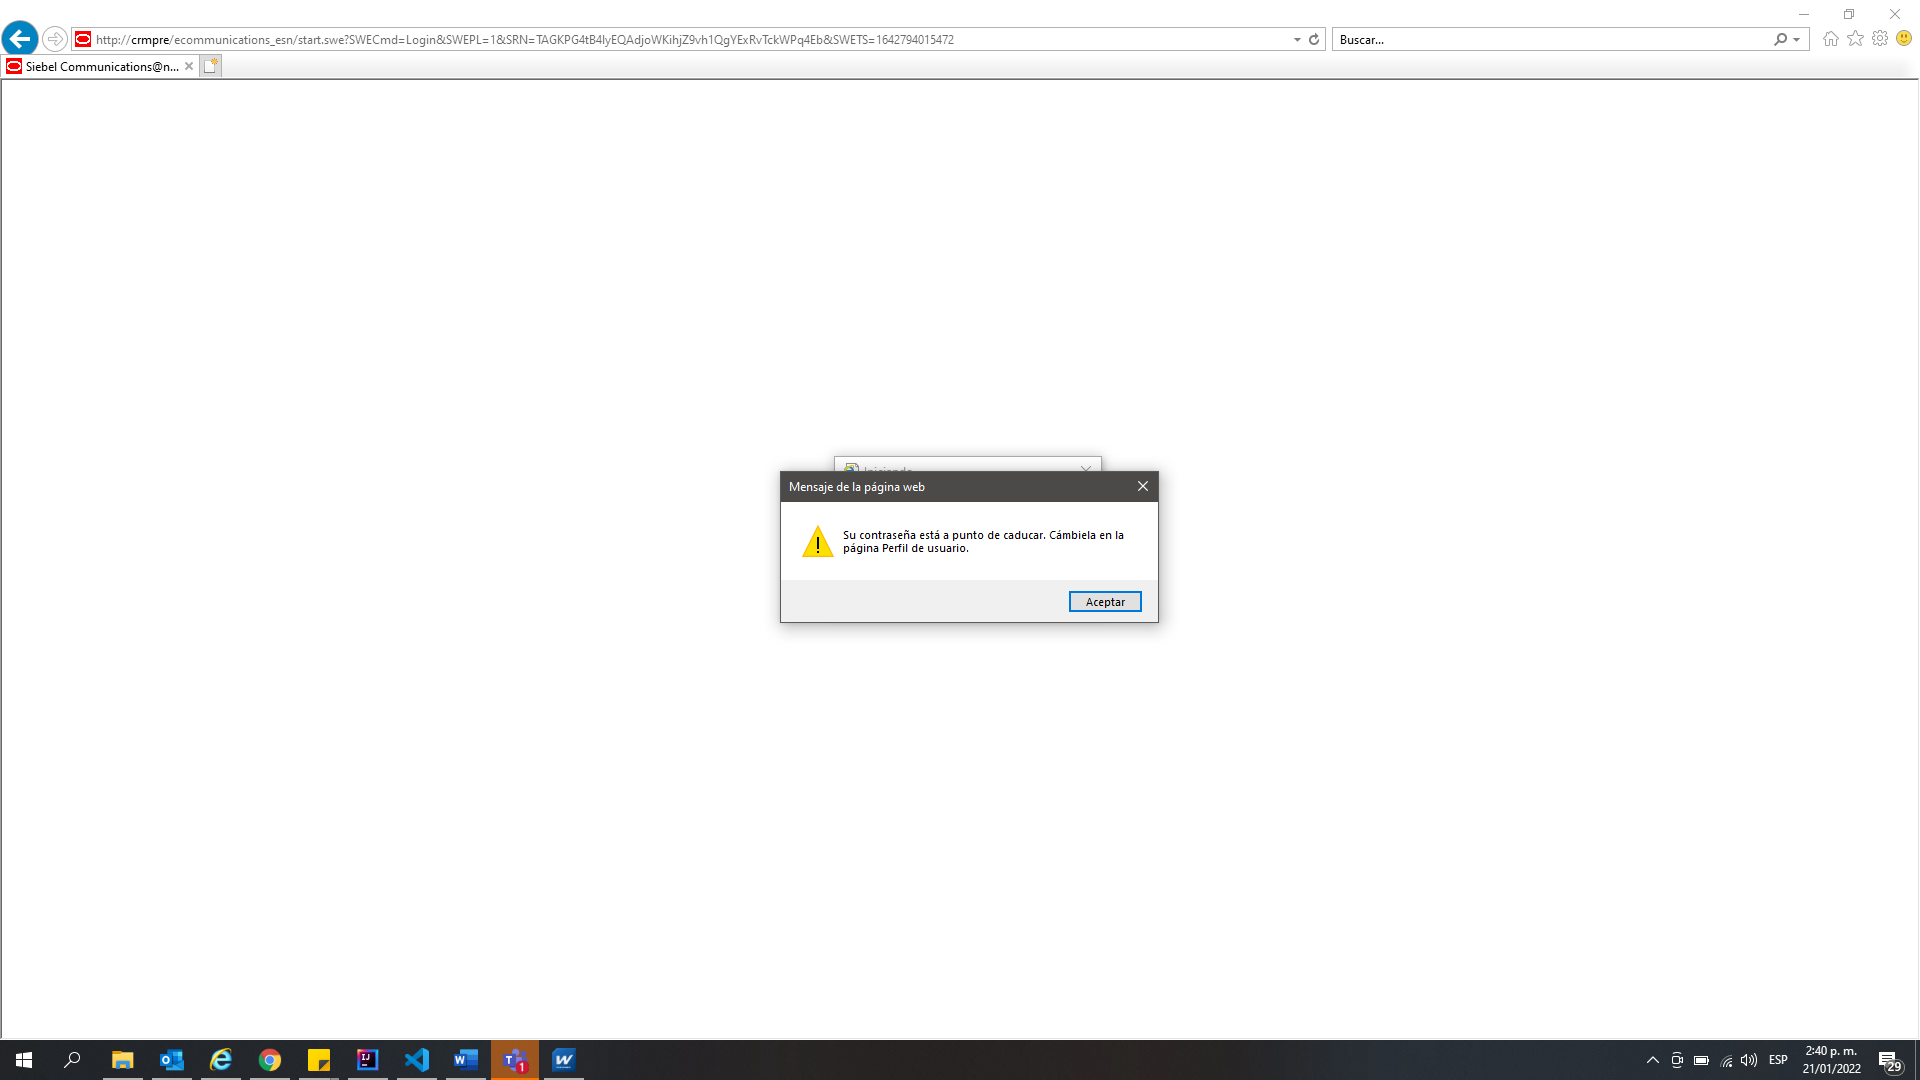 http://crmpre/ecommunications_esn/start.swe?SWECmd=Login&SWEPL=1&SRN=TAGKPG4tB4lyEQAdjoWKihjZ9vh1QgYExRvTckWPq4Eb&SWETS=1642794015472
Buscar...
Siebel Communications@n...
Iniciando
Mensaje de la página web
Su contraseña está a punto de caducar. Cámbiela en la
página Perfil de usuario.
Aceptar
ESP
2:40 p. m.
21/01/2022
29
1